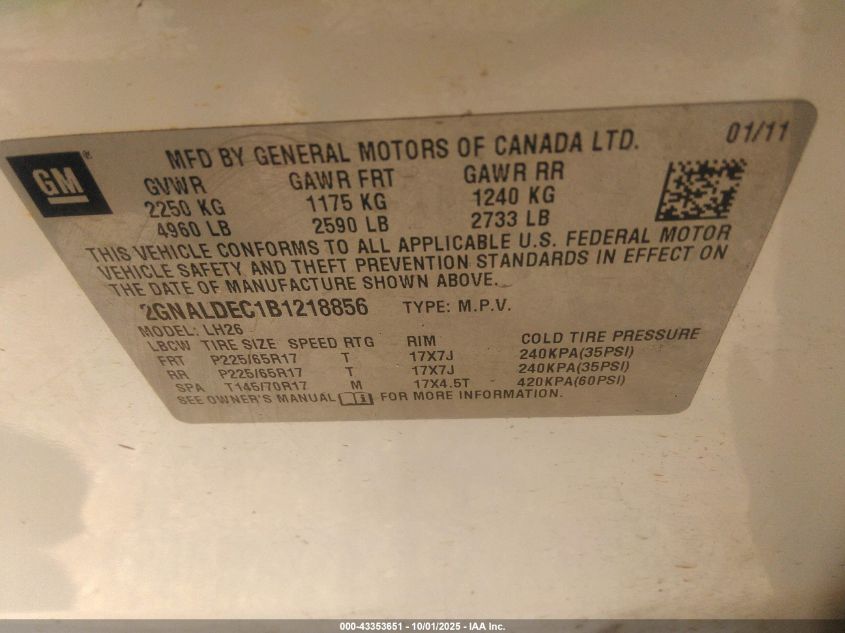 GM®
MFD BY GENERAL MOTORS OF CANADA LTD. 01/11
GVWR GAWR FRT GAWR RR
2250 KG 1175 KG 1240 KG
4960 LB 2590 LB 2733 LB
THIS VEHICLE CONFORMS TO ALL APPLICABLE U.S. FEDERAL MOTOR
VEHICLE SAFETY AND THEFT PREVENTION STANDARDS IN EFFECT ON
THE DATE OF MANUFACTURE SHOWN ABOVE.
2GNALDEC1B1218856 TYPE: M.P.V.
MODEL: LH26
LBCW TIRE SIZE SPEED RTG RIM COLD TIRE PRESSURE
FRT P225/65R17 T 17X7J 240KPA(35PSI)
RR P225/65R17 T 17X7J 240KPA(35PSI)
SPA T145/70R17 M 17X4.5T 420KPA(60PSI)
SEE OWNER'S MANUAL FOR MORE INFORMATION.
000-43353651 - 10/01/2025 - IAA Inc.